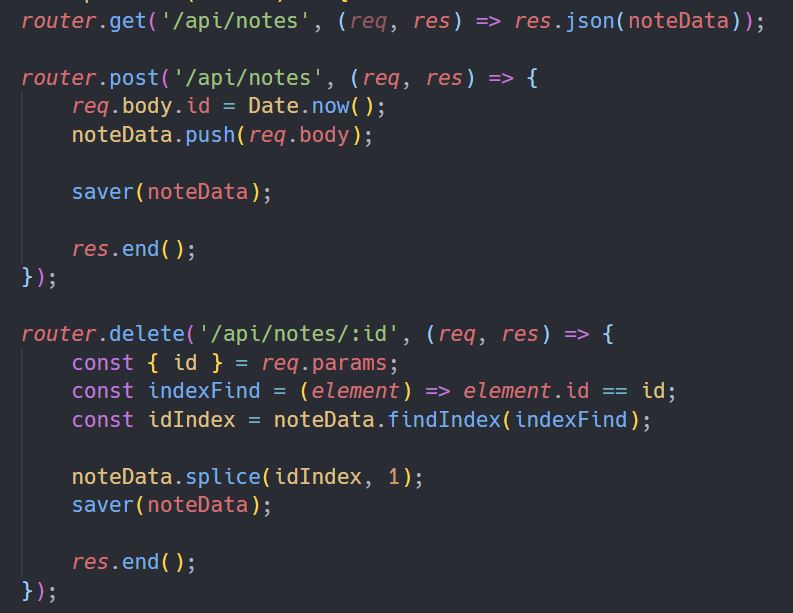 router.get('/api/notes', (req, res) => res.json(noteData));
router.post('/api/notes', (req, res) => {
req.body.id = Date.now();
noteData.push(req.body);
saver(noteData);
res.end();
});
router.delete('/api/notes/:id', (req, res) => {
const { id } = req.params;
const indexFind = (element) => element.id == id;
const idIndex = noteData.findIndex(indexFind);
noteData.splice(idIndex, 1);
saver(noteData);
res.end();
});